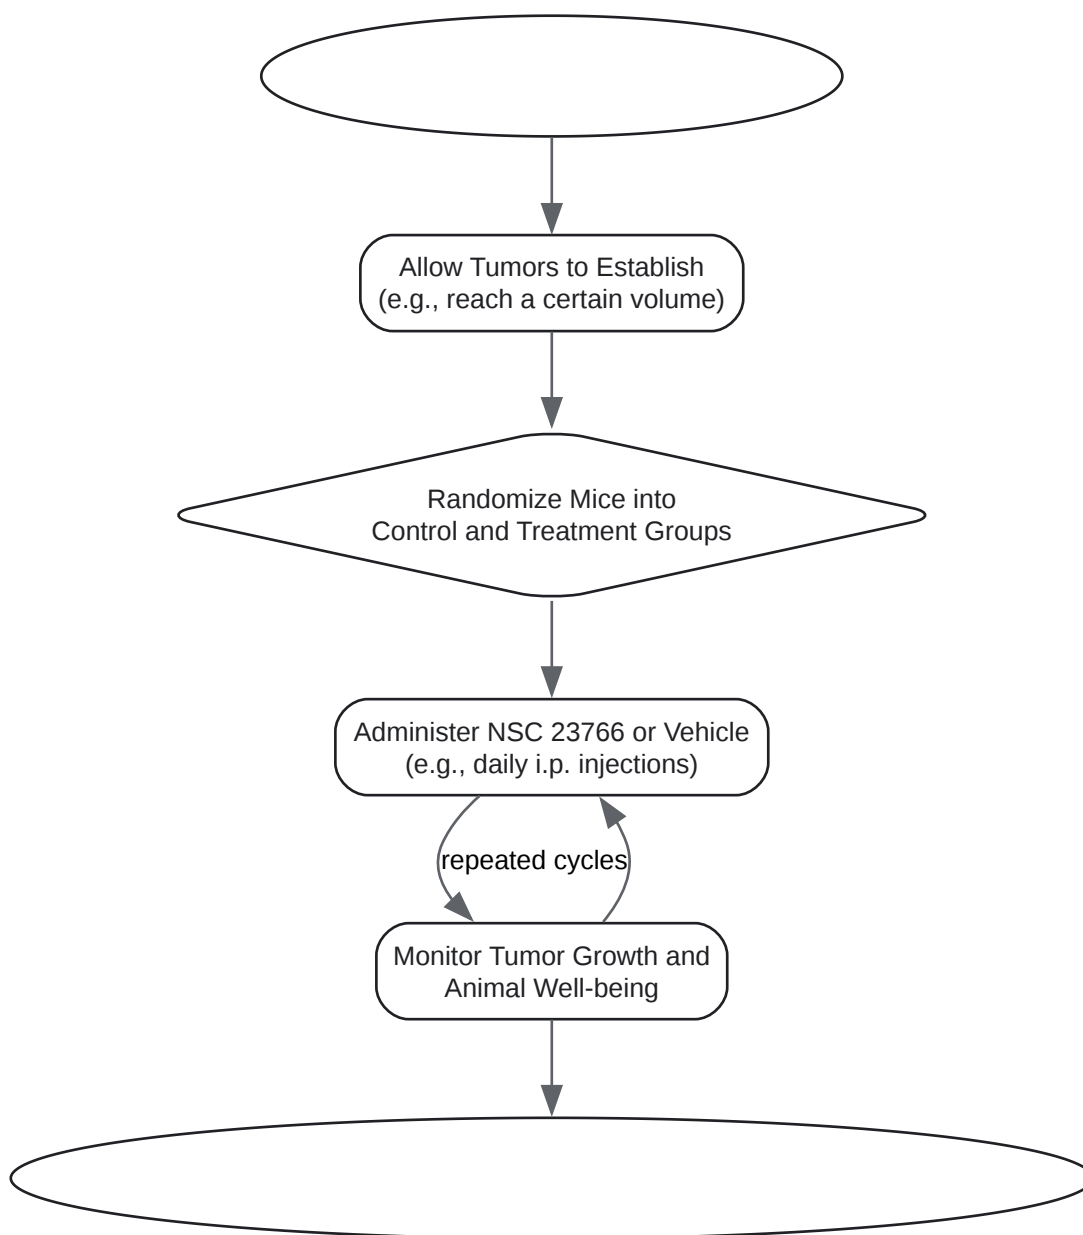 Allow Tumors to Establish
(e.g., reach a certain volume)
Randomize Mice into
Control and Treatment Groups
Administer NSC 23766 or Vehicle
(e.g., daily i.p. injections)
repeated cycles
Monitor Tumor Growth and
Animal Well-being